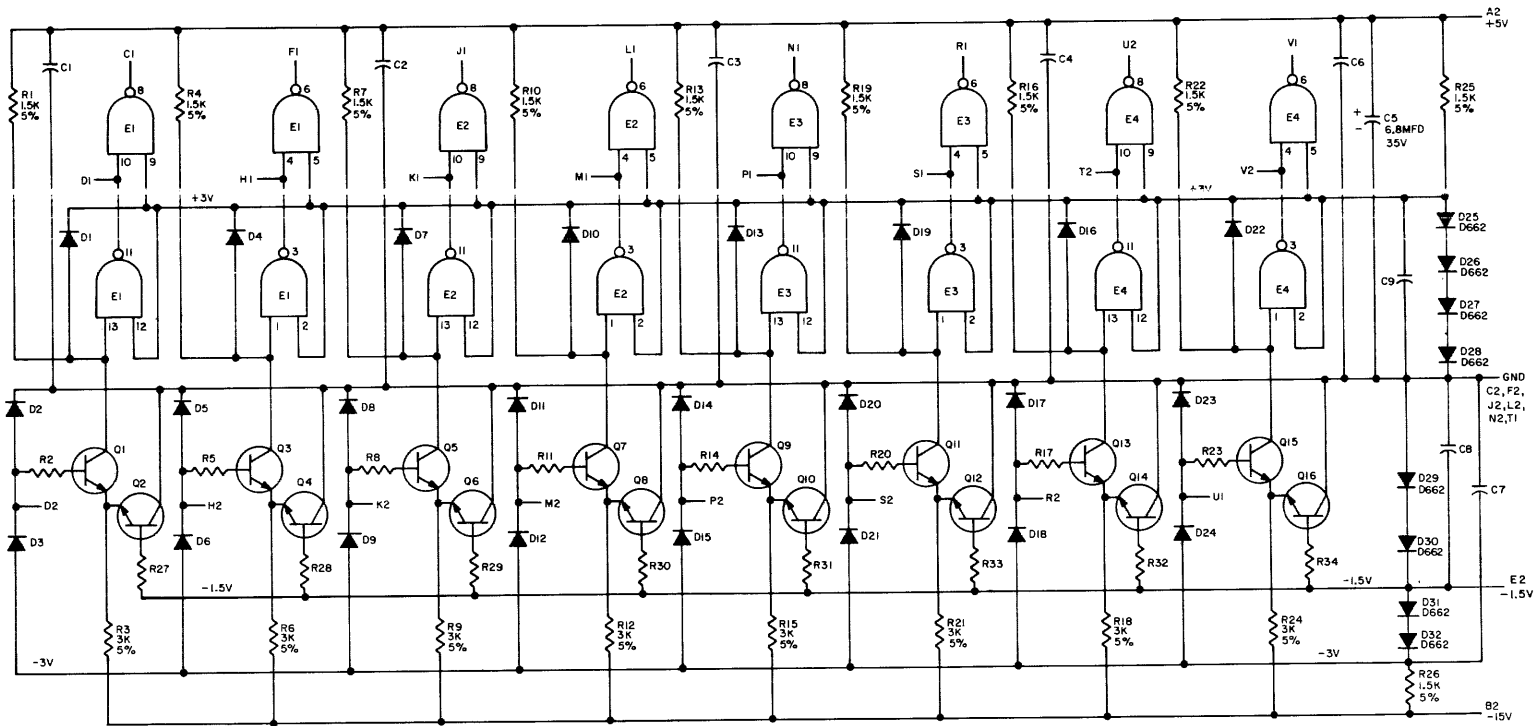 A2
+5V
C1
C1
F1
C2
J1
L1
C3
N1
R1
C4
U2
V1
C6
R1
1.5K
5%
8
E1
10 9
D1
R4
1.5K
5%
6
E1
4 5
H1
R7
1.5K
5%
8
E2
10 9
K1
R10
1.5K
5%
6
E2
4 5
M1
R13
1.5K
5%
8
E3
10 9
P1
R19
1.5K
5%
6
E3
4 5
S1
R16
1.5K
5%
8
E4
10 9
T2
R22
1.5K
5%
6
E4
4 5
V2
+
-
C5
6.8MFD
35V
R25
1.5K
5%
+3V
+3V
D1
11
E1
13 12
D4
3
E1
1 2
D7
11
E2
13 12
D10
3
E2
1 2
D13
11
E3
13 12
D19
3
E3
1 2
D16
11
E4
13 12
D22
3
E4
1 2
C9
D25
D662
D26
D662
D27
D662
D28
D662
GND
C2, F2,
J2, L2,
N2, T1
D2
R2
Q1
Q2
D2
D3
R27
D5
R5
Q3
Q4
H2
D6
R28
D8
R8
Q5
Q6
K2
D9
R29
D11
R11
Q7
Q8
M2
D12
R30
D14
R14
Q9
Q10
P2
D15
R31
D20
R20
Q11
Q12
S2
D21
R33
D17
R17
Q13
Q14
R2
D18
R32
D23
R23
Q15
Q16
U1
D24
R34
C8
C7
D29
D662
D30
D662
-1.5V
-1.5V
E2
-1.5V
D31
D662
D32
D662
R3
3K
5%
R6
3K
5%
R9
3K
5%
R12
3K
5%
R15
3K
5%
R21
3K
5%
R18
3K
5%
R24
3K
5%
-3V
-3V
R26
1.5K
5%
B2
-15V